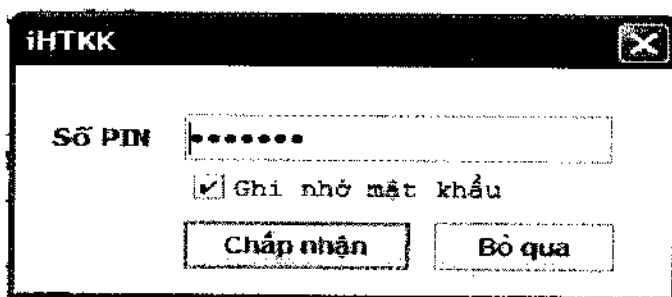 iHTKK
Số PIN •••••••
Ghi nhớ mật khẩu
Chấp nhận Bỏ qua